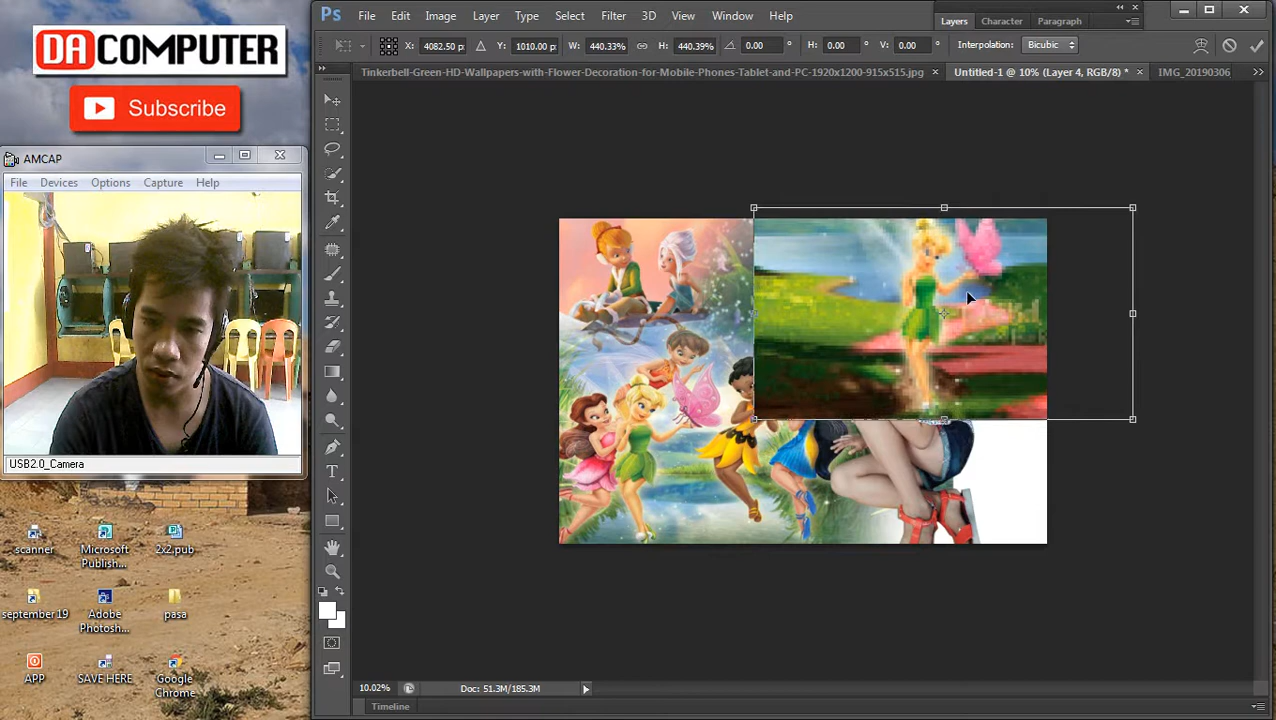 DA COMPUTER
Subscribe
AMCAP
File Devices Options Capture Help
USB2.0_Camera
scanner
Microsoft Publish...
2x2.pub
september 19
Adobe Photosh...
pasa
APP
SAVE HERE
Google Chrome
Ps File Edit Image Layer Type Select Filter 3D View Window Help
Layers Character Paragraph
X: 4082.50 p Y: 1010.00 p W: 440.33% H: 440.39% 0.00 ° H: 0.00 ° V: 0.00 ° Interpolation: Bicubic
Tinkerbell-Green-HD-Wallpapers-with-Flower-Decoration-for-Mobile-Phones-Tablet-and-PC-1920x1200-915x515.jpg × Untitled-1 @ 10% (Layer 4, RGB/8) * × IMG_20190306
T
10.02% Doc: 51.3M/185.3M
Timeline